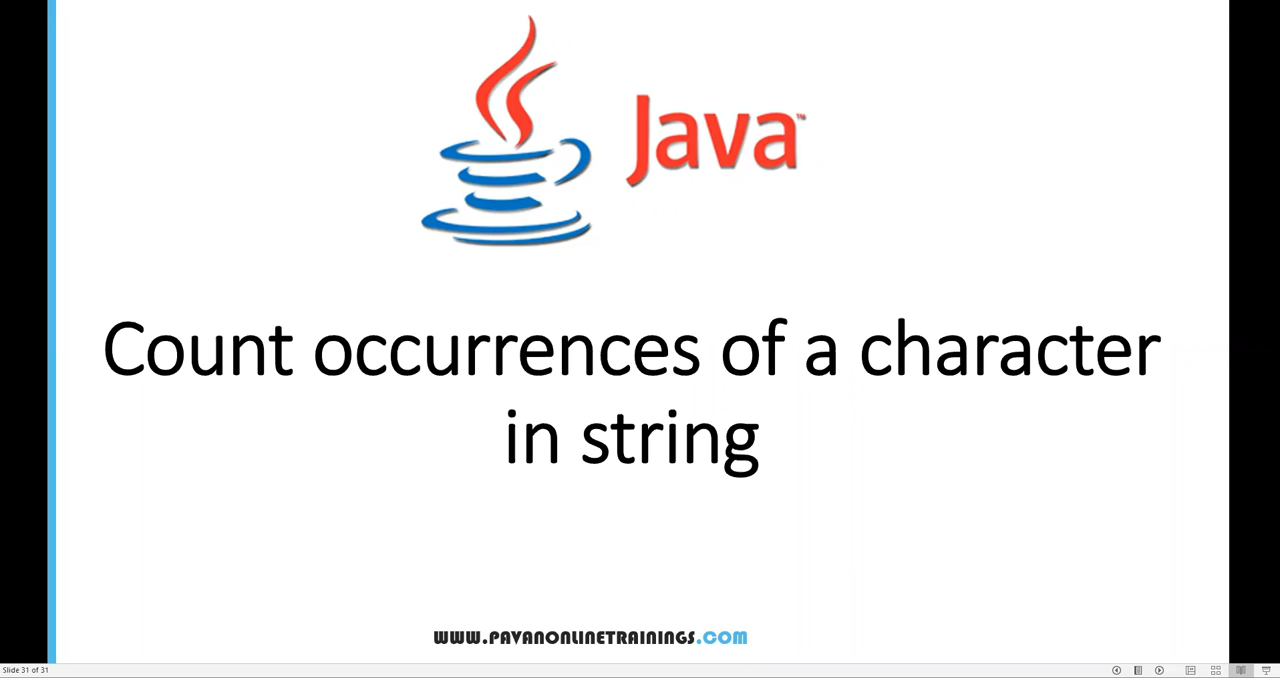 Java™
Count occurrences of a character
in string
WWW.PAVANONLINETRAININGS.COM
Slide 31 of 31